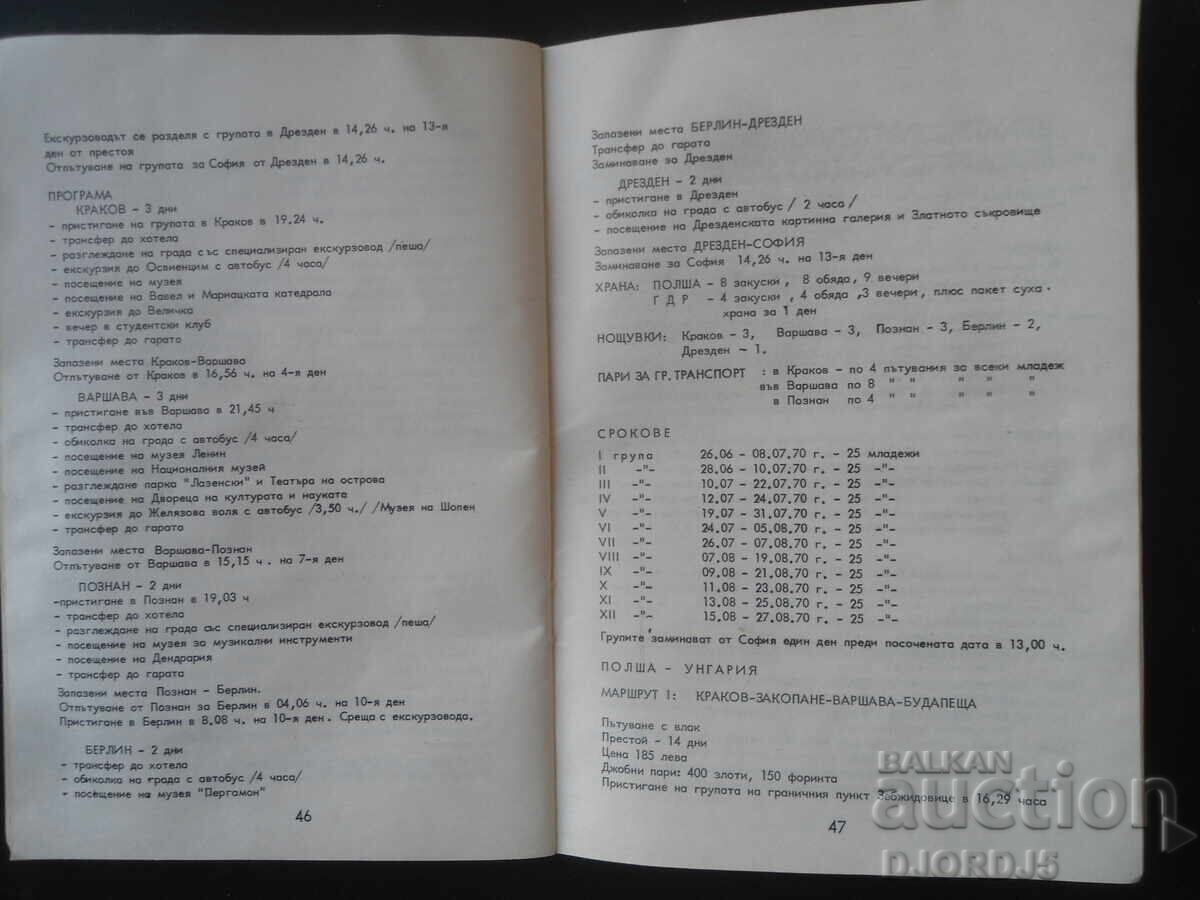 Екскурзоводът се разделя с групата в Дрезден в 14,26 ч. на 13-я
ден от престоя
Отпътуване на групата за София от Дрезден в 14,26 ч.
ПРОГРАМА
КРАКОВ - 3 дни
- пристигане на групата в Краков в 19.24 ч.
- трансфер до хотела
- разглеждане на града със специализиран екскурзовод /пеша/
- екскурзия до Освиенцим с автобус /4 часа/
- посещение на музея
- посещение на Вавел и Мариацката катедрала
- екскурзия до Величка
- вечер в студентски клуб
- трансфер до гарата
Запазени места Краков-Варшава
Отпътуване от Краков в 16,56 ч. на 4-я ден
ВАРШАВА - 3 дни
- пристигане във Варшава в 21,45 ч
- трансфер до хотела
- обиколка на града с автобус /4 часа/
- посещение на музея Ленин
- посещение на Националния музей
- разглеждане парка "Лазенски" и Театъра на острова
- посещение на Двореца на културата и науката
- екскурзия до Желязова воля с автобус /3,50 ч./ /Музея на Шопен
- трансфер до гарата
Запазени места Варшава-Познан
Отпътуване от Варшава в 15,15 ч. на 7-я ден
ПОЗНАН - 2 дни
-пристигане в Познан в 19,03 ч
- трансфер до хотела
- разглеждане на града със специализиран екскурзовод /пеша/
- посещение на музея за музикални инструменти
- посещение на Дендрария
- трансфер до гарата
Запазени места Познан - Берлин.
Отпътуване от Познан за Берлин в 04,06 ч. на 10-я ден
Пристигане в Берлин в 8.08 ч. на 10-я ден. Среща с екскурзовода.
БЕРЛИН - 2 дни
- трансфер до хотела
- обиколка на града с автобус /4 часа/
- посещение на музея "Пергамон"
46
Запазени места БЕРЛИН-ДРЕЗДЕН
Трансфер до гарата
Заминаване за Дрезден
ДРЕЗДЕН - 2 дни
- пристигане в Дрезден
- обиколка на града с автобус / 2 часа/
- посещение на Дрезденската картинна галерия и Златното съкровище
Запазени места ДРЕЗДЕН-СОФИЯ
Заминаване за София 14,26 ч. на 13-я ден
ХРАНА: ПОЛША - 8 закуски, 8 обяда, 9 вечери
Г Д Р - 4 закуски, 4 обяда, 3 вечери, плюс пакет суха.
храна за 1 ден
НОЩУВКИ: Краков - 3, Варшава - 3, Познан - 3, Берлин - 2,
Дрезден - 1.
ПАРИ ЗА ГР. ТРАНСПОРТ : в Краков - по 4 пътувания за всеки младеж
във Варшава по 8 " " " " "
в Познан по 4 " " " " "
СРОКОВЕ
I група 26.06 - 08.07.70 г. - 25 младежи
II -"- 28.06 - 10.07.70 г. - 25 -"-
III -"- 10.07 - 22.07.70 г. - 25 -"-
IV -"- 12.07 - 24.07.70 г. - 25 -"-
V -"- 19.07 - 31.07.70 г. - 25 -"-
VI -"- 24.07 - 05.08.70 г. - 25 -"-
VII -"- 26.07 - 07.08.70 г. - 25 -"-
VIII -"- 07.08 - 19.08.70 г. - 25 -"-
IX -"- 09.08 - 21.08.70 г. - 25 -"-
X -"- 11.08 - 23.08.70 г. - 25 -"-
XI -"- 13.08 - 25.08.70 г. - 25 -"-
XII -"- 15.08 - 27.08.70 г. - 25 -"-
Групите заминават от София един ден преди посочената дата в 13,00 ч.
ПОЛША - УНГАРИЯ
МАРШРУТ 1: КРАКОВ-ЗАКОПАНЕ-ВАРШАВА-БУДАПЕЩА
Пътуване с влак
Престой - 14 дни
Цена 185 лева
Джобни пари: 400 злоти, 150 форинта
Пристигане на групата на граничния пункт Збожидовице в 16,29 часа
47
BALKAN
auction
DJORDJ5